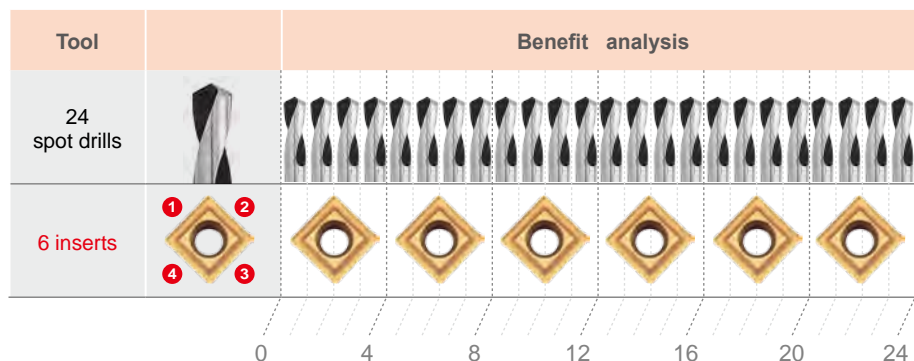 Tool
Benefit analysis
24
spot drills
1
2
6 inserts
4
3
0 4 8 12 16 20 24